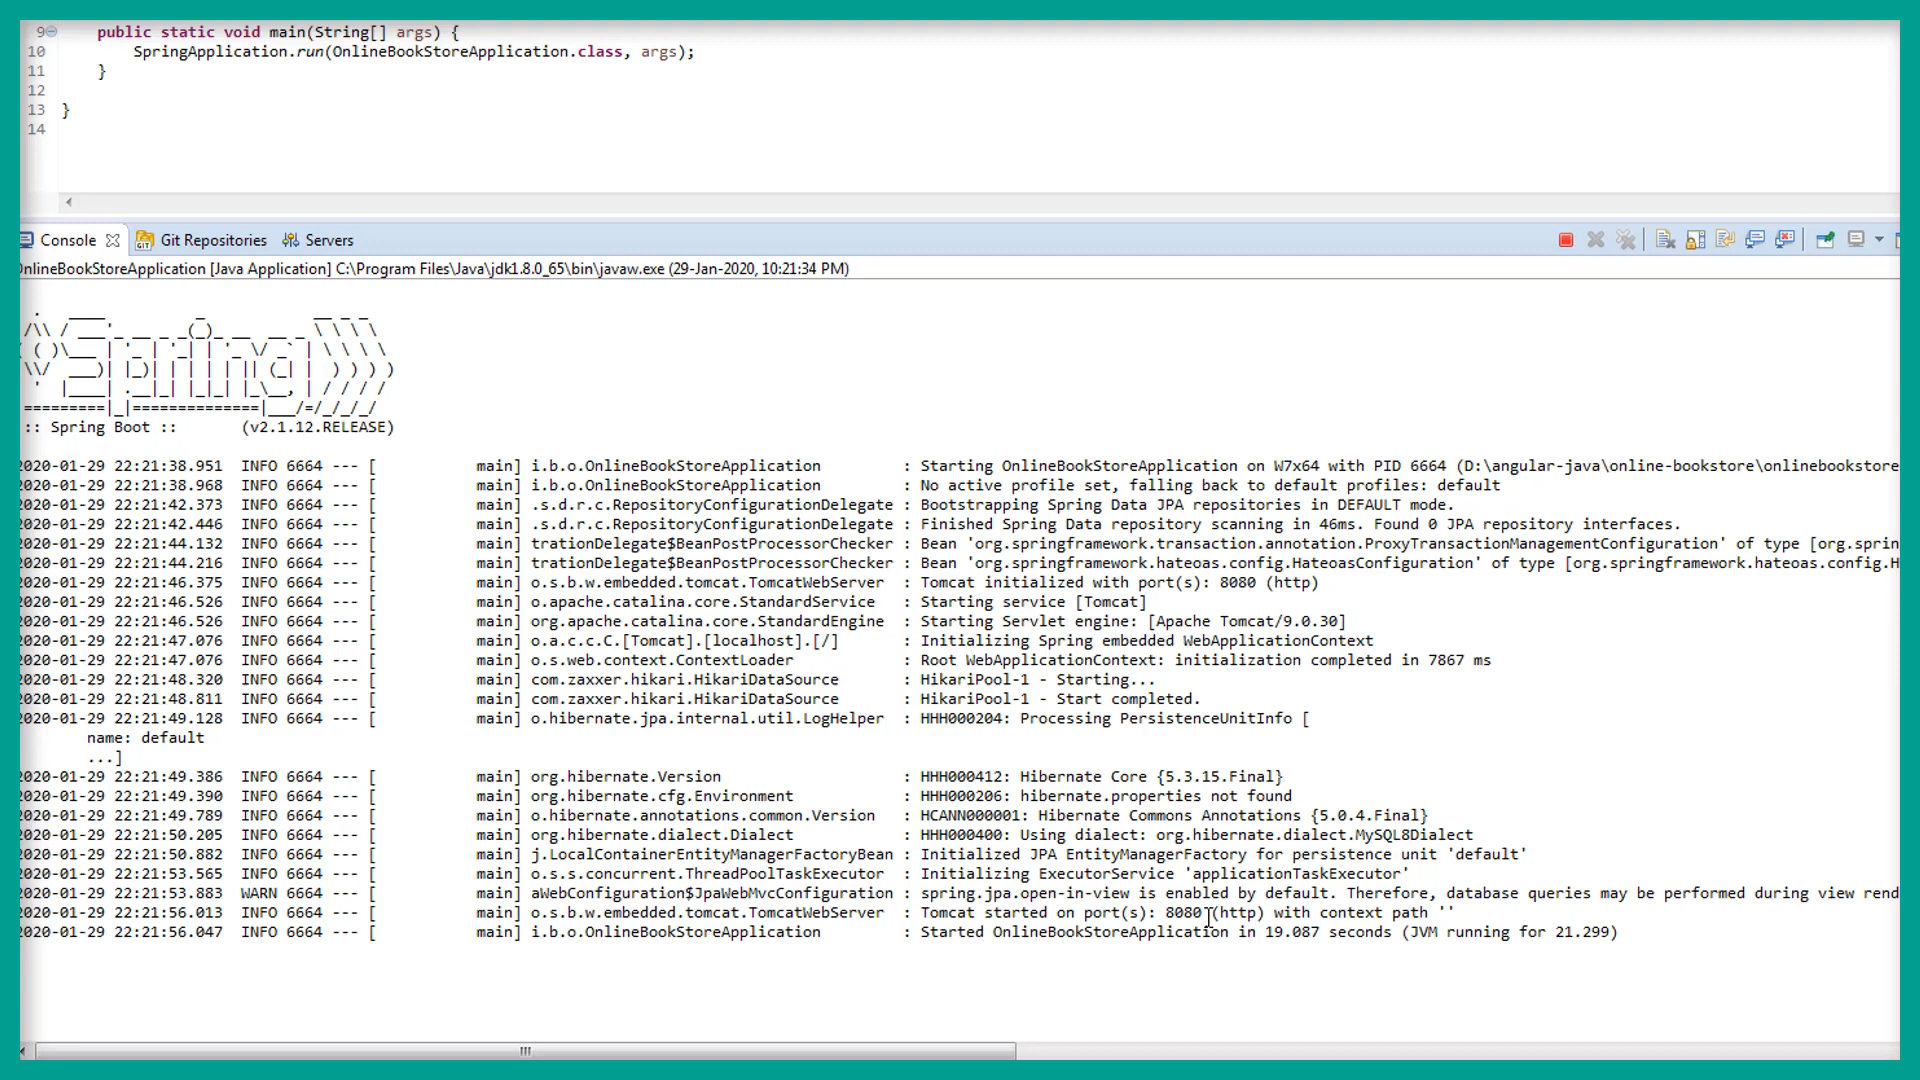 9 public static void main(String[] args) {
10 SpringApplication.run(OnlineBookStoreApplication.class, args);
11 }
12
13 }
14
Console Git Repositories Servers
OnlineBookStoreApplication [Java Application] C:\Program Files\Java\jdk1.8.0_65\bin\javaw.exe (29-Jan-2020, 10:21:34 PM)
Spring
:: Spring Boot :: (v2.1.12.RELEASE)
2020-01-29 22:21:38.951 INFO 6664 --- [ main] i.b.o.OnlineBookStoreApplication : Starting OnlineBookStoreApplication on W7x64 with PID 6664 (D:\angular-java\online-bookstore\onlinebookstore
2020-01-29 22:21:38.968 INFO 6664 --- [ main] i.b.o.OnlineBookStoreApplication : No active profile set, falling back to default profiles: default
2020-01-29 22:21:42.373 INFO 6664 --- [ main] .s.d.r.c.RepositoryConfigurationDelegate : Bootstrapping Spring Data JPA repositories in DEFAULT mode.
2020-01-29 22:21:42.446 INFO 6664 --- [ main] .s.d.r.c.RepositoryConfigurationDelegate : Finished Spring Data repository scanning in 46ms. Found 0 JPA repository interfaces.
2020-01-29 22:21:44.132 INFO 6664 --- [ main] trationDelegate$BeanPostProcessorChecker : Bean 'org.springframework.transaction.annotation.ProxyTransactionManagementConfiguration' of type [org.sprin
2020-01-29 22:21:44.216 INFO 6664 --- [ main] trationDelegate$BeanPostProcessorChecker : Bean 'org.springframework.hateoas.config.HateoasConfiguration' of type [org.springframework.hateoas.config.H
2020-01-29 22:21:46.375 INFO 6664 --- [ main] o.s.b.w.embedded.tomcat.TomcatWebServer : Tomcat initialized with port(s): 8080 (http)
2020-01-29 22:21:46.526 INFO 6664 --- [ main] o.apache.catalina.core.StandardService : Starting service [Tomcat]
2020-01-29 22:21:46.526 INFO 6664 --- [ main] org.apache.catalina.core.StandardEngine : Starting Servlet engine: [Apache Tomcat/9.0.30]
2020-01-29 22:21:47.076 INFO 6664 --- [ main] o.a.c.c.C.[Tomcat].[localhost].[/] : Initializing Spring embedded WebApplicationContext
2020-01-29 22:21:47.076 INFO 6664 --- [ main] o.s.web.context.ContextLoader : Root WebApplicationContext: initialization completed in 7867 ms
2020-01-29 22:21:48.320 INFO 6664 --- [ main] com.zaxxer.hikari.HikariDataSource : HikariPool-1 - Starting...
2020-01-29 22:21:48.811 INFO 6664 --- [ main] com.zaxxer.hikari.HikariDataSource : HikariPool-1 - Start completed.
2020-01-29 22:21:49.128 INFO 6664 --- [ main] o.hibernate.jpa.internal.util.LogHelper : HHH000204: Processing PersistenceUnitInfo [
name: default
...]
2020-01-29 22:21:49.386 INFO 6664 --- [ main] org.hibernate.Version : HHH000412: Hibernate Core {5.3.15.Final}
2020-01-29 22:21:49.390 INFO 6664 --- [ main] org.hibernate.cfg.Environment : HHH000206: hibernate.properties not found
2020-01-29 22:21:49.789 INFO 6664 --- [ main] o.hibernate.annotations.common.Version : HCANN000001: Hibernate Commons Annotations {5.0.4.Final}
2020-01-29 22:21:50.205 INFO 6664 --- [ main] org.hibernate.dialect.Dialect : HHH000400: Using dialect: org.hibernate.dialect.MySQL8Dialect
2020-01-29 22:21:50.882 INFO 6664 --- [ main] j.LocalContainerEntityManagerFactoryBean : Initialized JPA EntityManagerFactory for persistence unit 'default'
2020-01-29 22:21:53.565 INFO 6664 --- [ main] o.s.s.concurrent.ThreadPoolTaskExecutor : Initializing ExecutorService 'applicationTaskExecutor'
2020-01-29 22:21:53.883 WARN 6664 --- [ main] aWebConfiguration$JpaWebMvcConfiguration : spring.jpa.open-in-view is enabled by default. Therefore, database queries may be performed during view rend
2020-01-29 22:21:56.013 INFO 6664 --- [ main] o.s.b.w.embedded.tomcat.TomcatWebServer : Tomcat started on port(s): 8080 (http) with context path ''
2020-01-29 22:21:56.047 INFO 6664 --- [ main] i.b.o.OnlineBookStoreApplication : Started OnlineBookStoreApplication in 19.087 seconds (JVM running for 21.299)